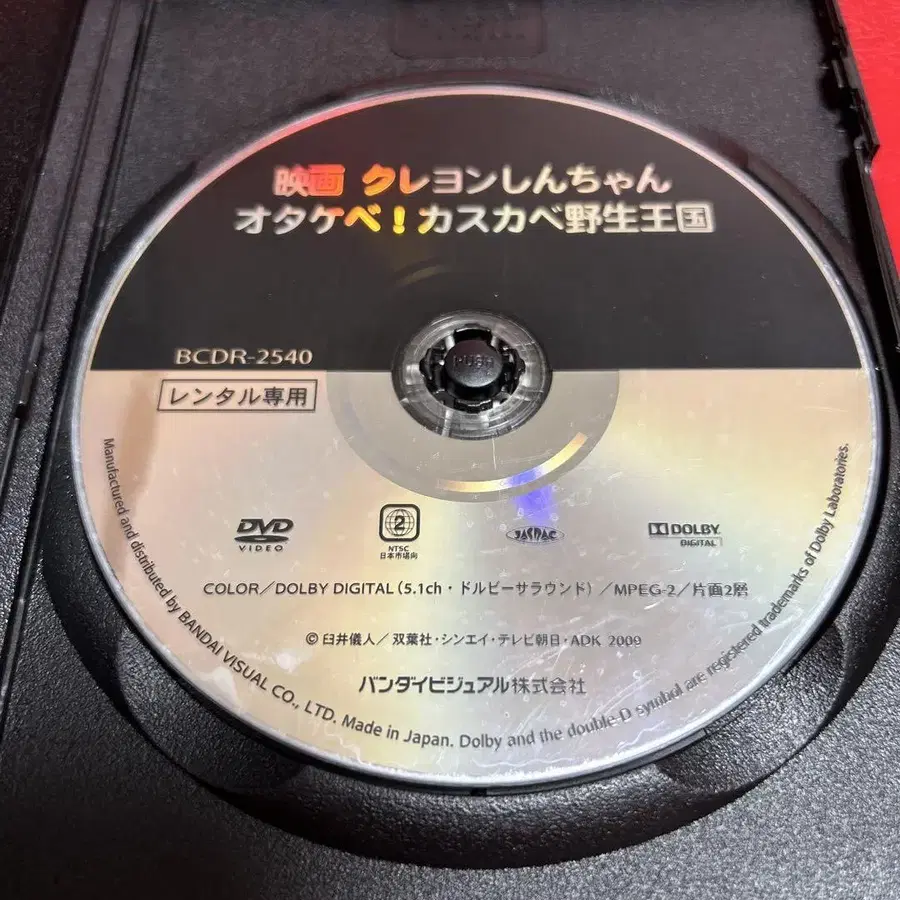 映画 クレヨンしんちゃん
オタケベ！カスカベ野生王国
PUSH
BCDR-2540
レンタル専用
DVD
VIDEO
2
NTSC
日本市場向
JASRAC
DOLBY
DIGITAL
COLOR／DOLBY DIGITAL（5.1ch・ドルビーサラウンド）／MPEG-2／片面2層
© 臼井儀人／双葉社・シンエイ・テレビ朝日・ADK 2009
バンダイビジュアル株式会社
Manufactured and distributed by BANDAI VISUAL CO., LTD. Made in Japan. Dolby and the double-D symbol are registered trademarks of Dolby Laboratories.